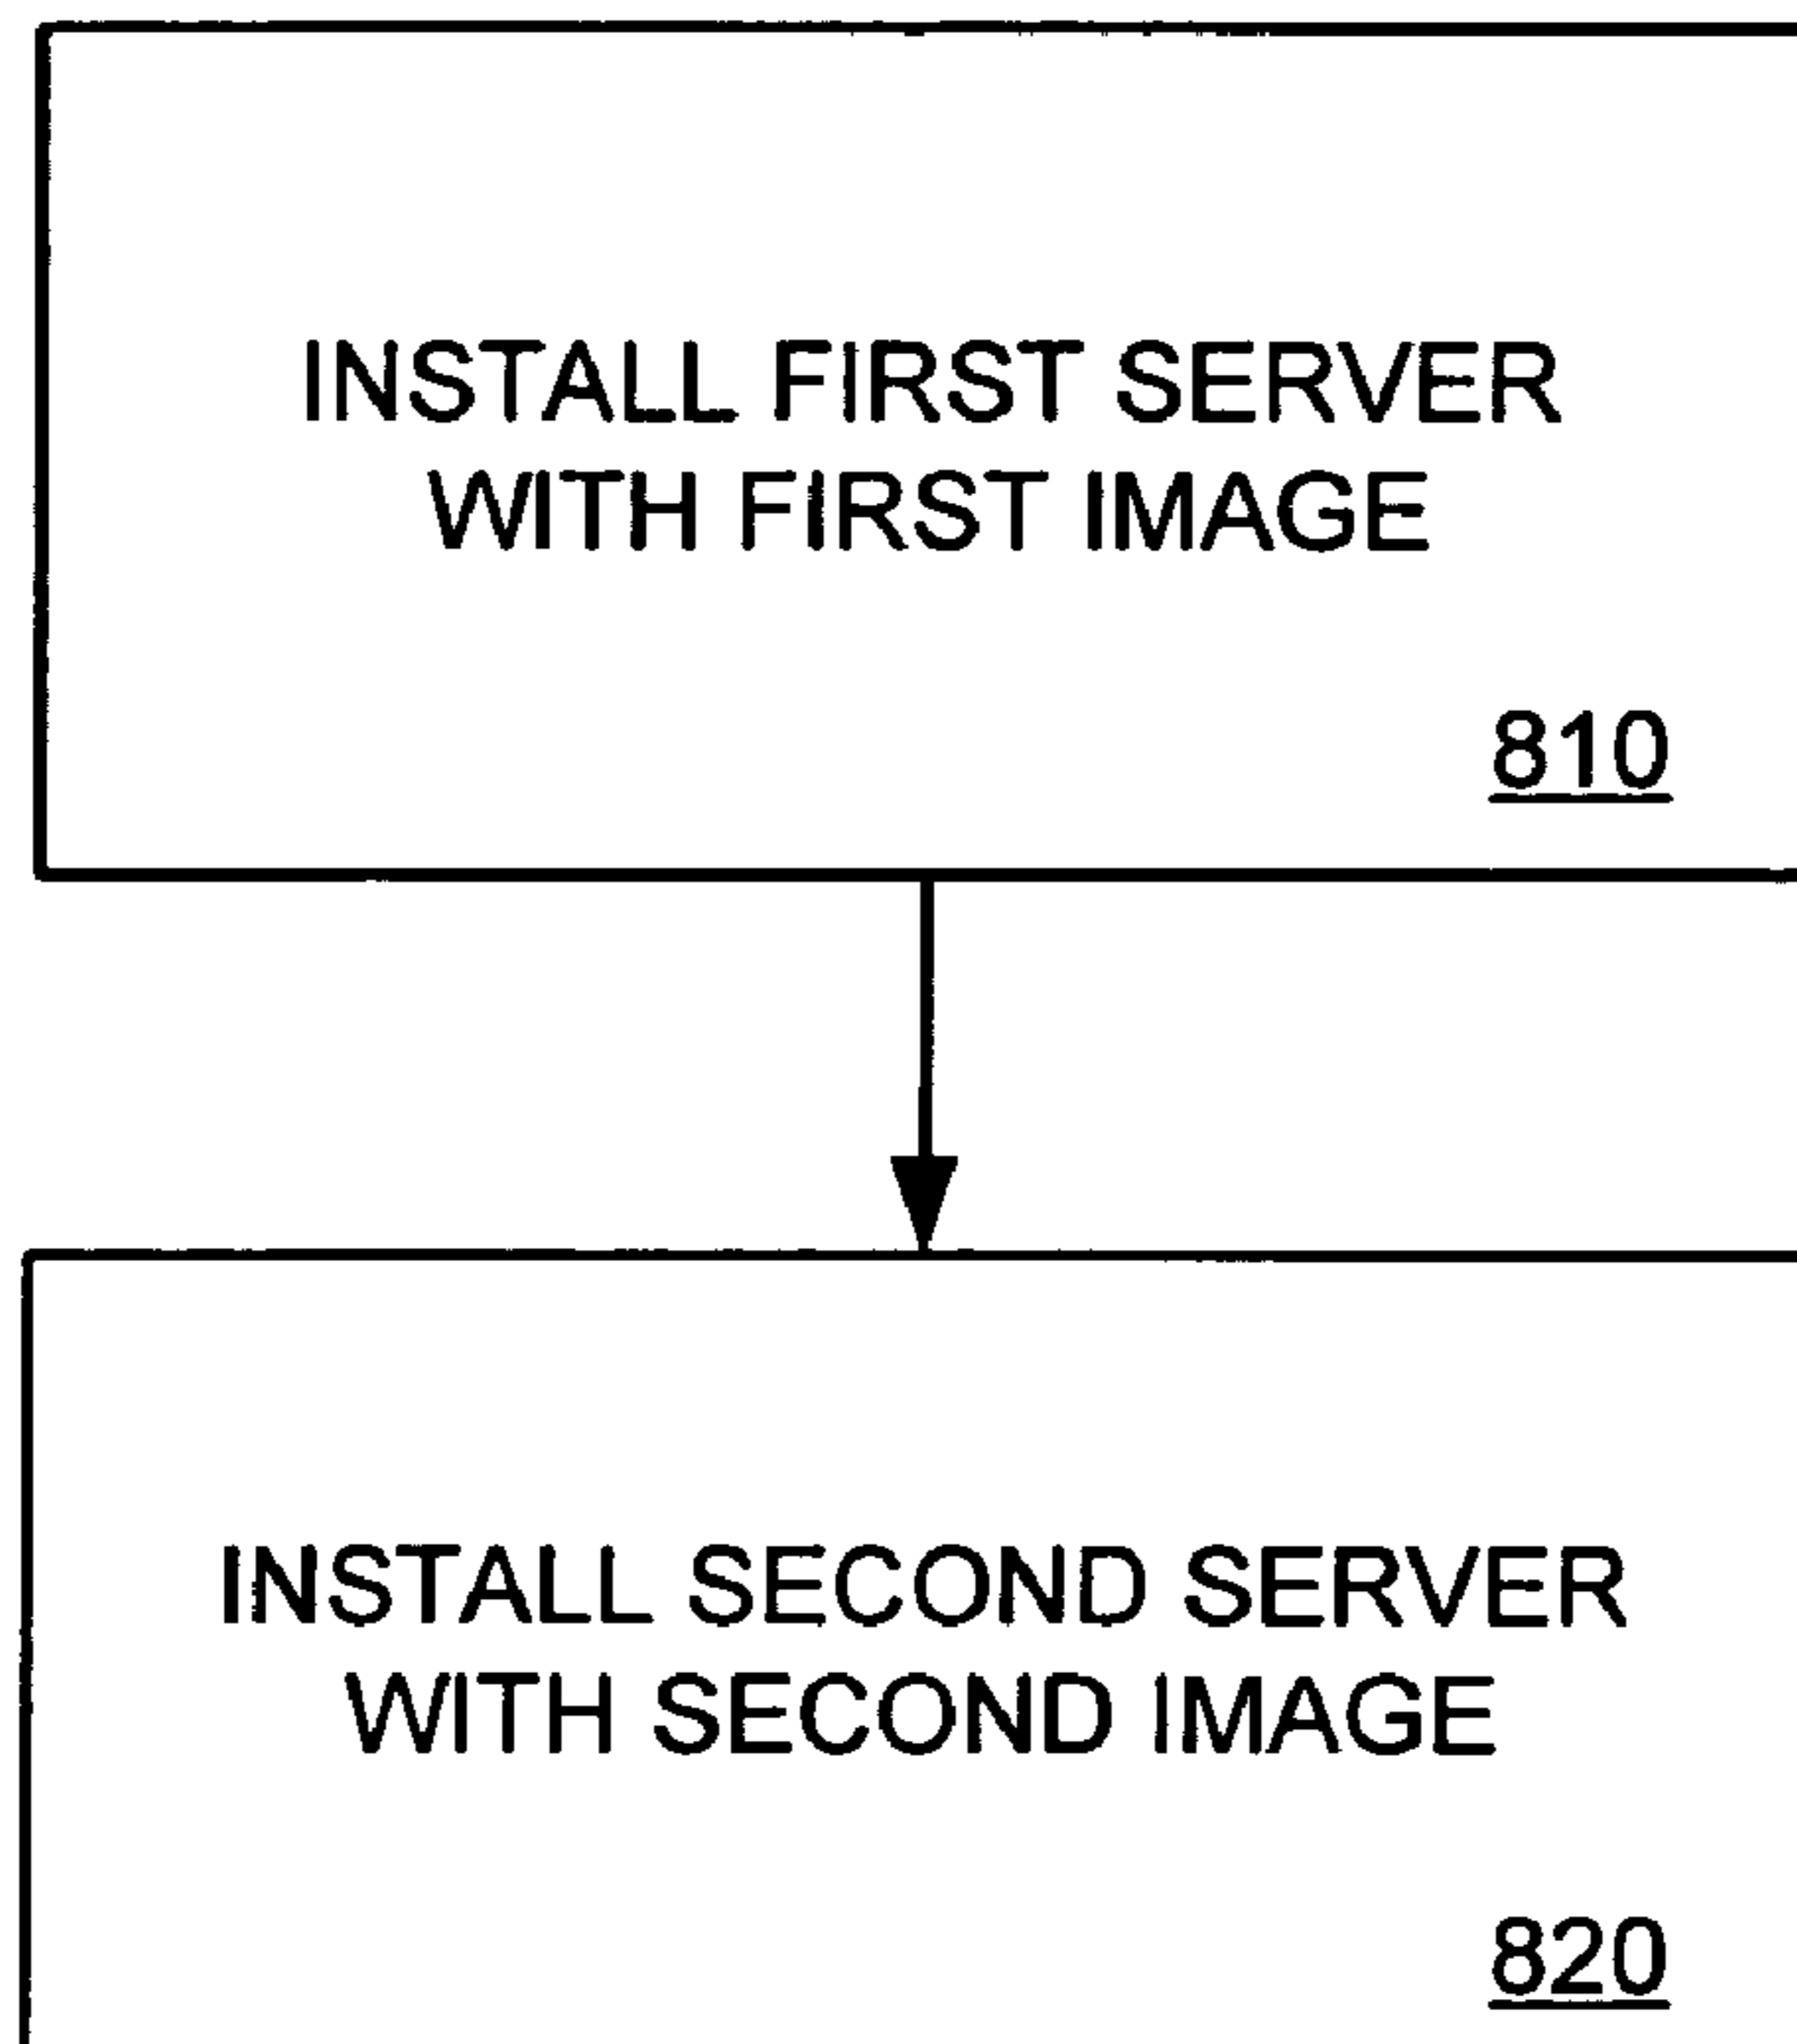 INSTALL FIRST SERVER
WITH FIRST IMAGE
810
INSTALL SECOND SERVER
WITH SECOND IMAGE
820